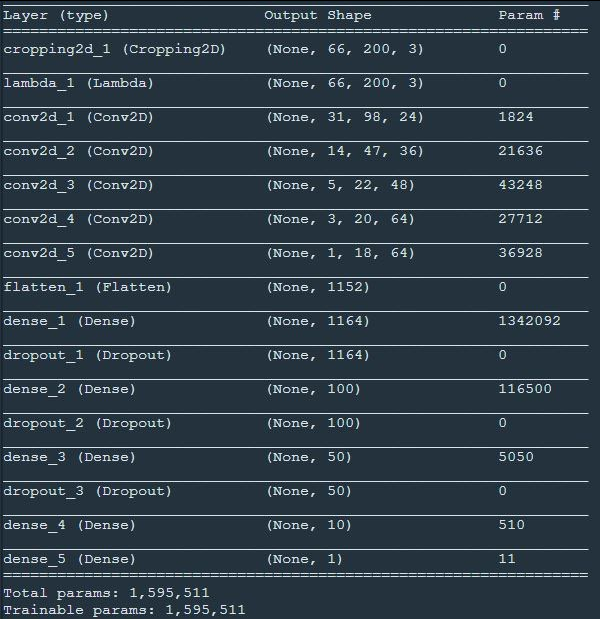 Layer (type) Output Shape Param #
=================================================================
cropping2d_1 (Cropping2D) (None, 66, 200, 3) 0
lambda_1 (Lambda) (None, 66, 200, 3) 0
conv2d_1 (Conv2D) (None, 31, 98, 24) 1824
conv2d_2 (Conv2D) (None, 14, 47, 36) 21636
conv2d_3 (Conv2D) (None, 5, 22, 48) 43248
conv2d_4 (Conv2D) (None, 3, 20, 64) 27712
conv2d_5 (Conv2D) (None, 1, 18, 64) 36928
flatten_1 (Flatten) (None, 1152) 0
dense_1 (Dense) (None, 1164) 1342092
dropout_1 (Dropout) (None, 1164) 0
dense_2 (Dense) (None, 100) 116500
dropout_2 (Dropout) (None, 100) 0
dense_3 (Dense) (None, 50) 5050
dropout_3 (Dropout) (None, 50) 0
dense_4 (Dense) (None, 10) 510
dense_5 (Dense) (None, 1) 11
=================================================================
Total params: 1,595,511
Trainable params: 1,595,511